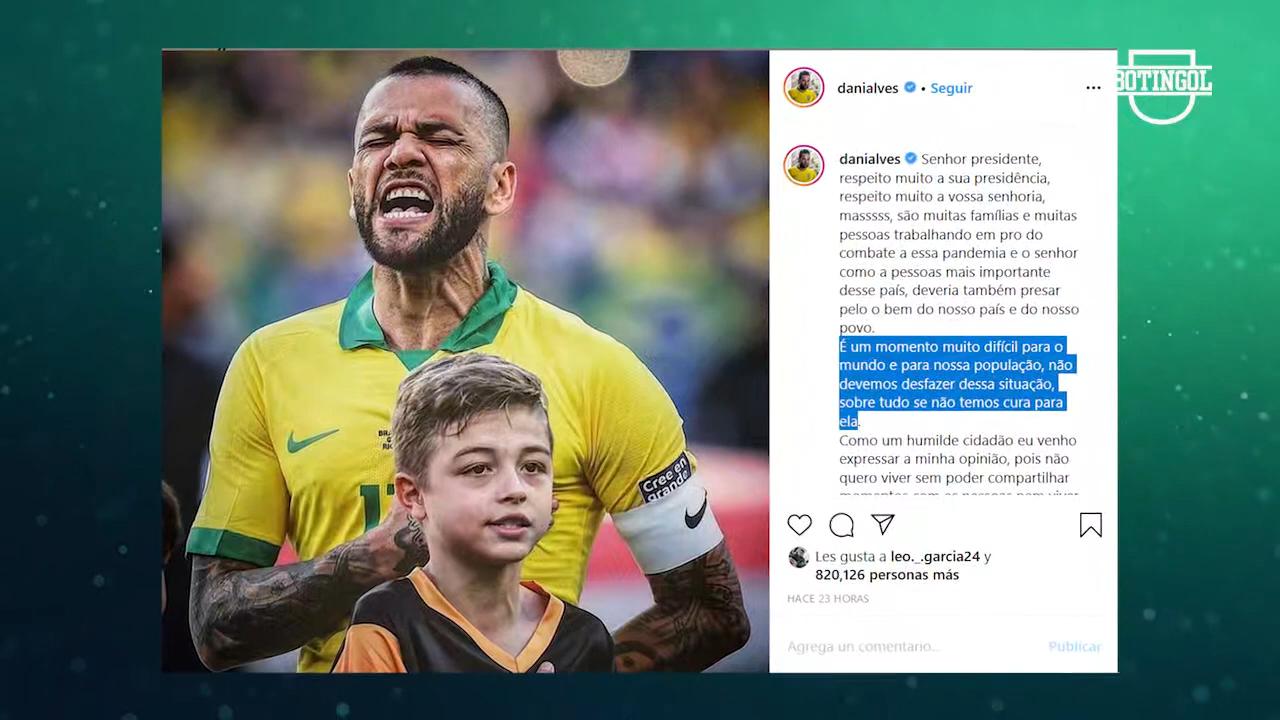 BOTINGOL
danialves • Seguir
danialves Senhor presidente,
respeito muito a sua presidência,
respeito muito a vossa senhoria,
masssss, são muitas famílias e muitas
pessoas trabalhando em pro do
combate a essa pandemia e o senhor
como a pessoas mais importante
desse país, deveria também presar
pelo o bem do nosso país e do nosso
povo.
É um momento muito difícil para o
mundo e para nossa população, não
devemos desfazer dessa situação,
sobre tudo se não temos cura para
ela.
Como um humilde cidadão eu venho
expressar a minha opinião, pois não
quero viver sem poder compartilhar
Les gusta a leo._.garcia24 y
820,126 personas más
HACE 23 HORAS
Agrega un comentario...
Publicar
Cree en
grande